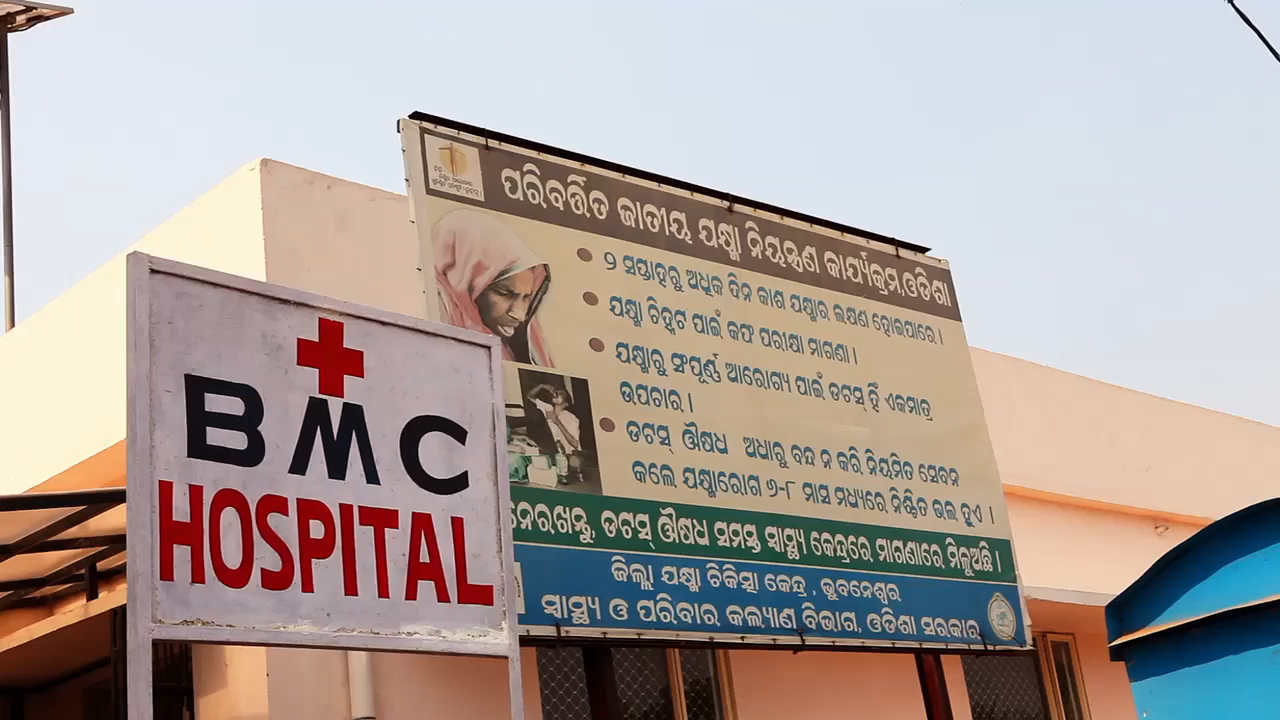 BMC
HOSPITAL
ପରିବର୍ତ୍ତିତ ଜାତୀୟ ଯକ୍ଷ୍ମା ନିୟନ୍ତ୍ରଣ କାର୍ଯ୍ୟକ୍ରମ,ଓଡିଶା
୨ ସପ୍ତାହରୁ ଅଧିକ ଦିନ କାଶ ଯକ୍ଷ୍ମାର ଲକ୍ଷଣ ହୋଇପାରେ ।
ଯକ୍ଷ୍ମା ଚିହ୍ନଟ ପାଇଁ କଫ ପରୀକ୍ଷା ମାଗଣା ।
ଯକ୍ଷ୍ମାରୁ ସଂପୂର୍ଣ୍ଣ ଆରୋଗ୍ୟ ପାଇଁ ଡଟସ୍ ହିଁ ଏକମାତ୍ର
ଉପଚାର ।
ଡଟସ୍ ଔଷଧ ଅଧାରୁ ବନ୍ଦ ନ କରି ନିୟମିତ ସେବନ
କଲେ ଯକ୍ଷ୍ମାରୋଗ ୬-୮ ମାସ ମଧ୍ୟରେ ନିଶ୍ଚିତ ଭଲ ହୁଏ ।
ମନେରଖନ୍ତୁ, ଡଟସ୍ ଔଷଧ ସମସ୍ତ ସ୍ୱାସ୍ଥ୍ୟ କେନ୍ଦ୍ରରେ ମାଗଣାରେ ମିଳୁଅଛି ।
ଜିଲ୍ଲା ଯକ୍ଷ୍ମା ଚିକିତ୍ସା କେନ୍ଦ୍ର , ଭୁବନେଶ୍ୱର
ସ୍ୱାସ୍ଥ୍ୟ ଓ ପରିବାର କଲ୍ୟାଣ ବିଭାଗ, ଓଡିଶା ସରକାର